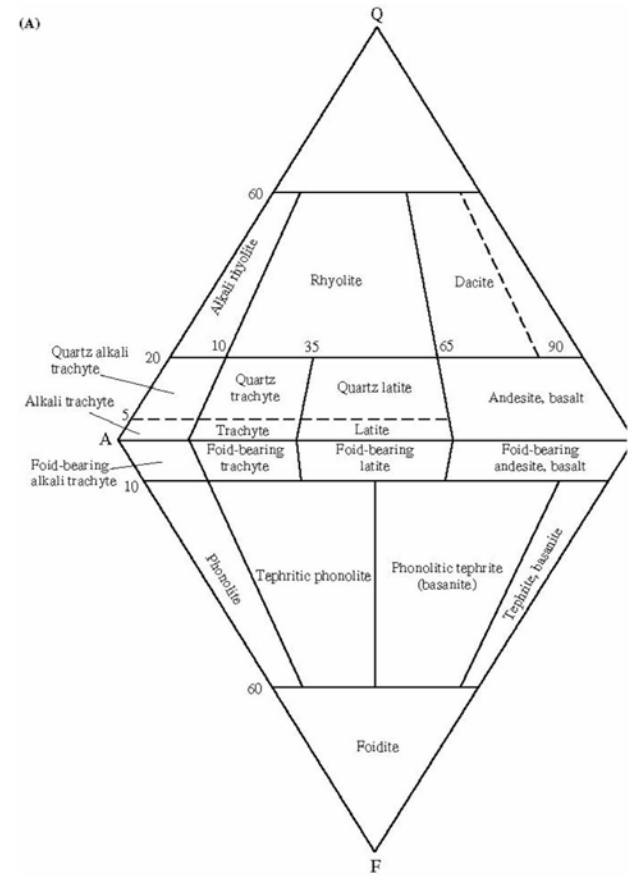 (A)
Q
60
Alkali rhyolite
Rhyolite
Dacite
Quartz alkali
trachyte
20
10
35
65
90
Quartz
trachyte
Quartz latite
Andesite, basalt
Alkali trachyte
5
Trachyte
Latite
A
Foid-bearing
alkali trachyte
Foid-bearing
trachyte
Foid-bearing
latite
Foid-bearing
andesite, basalt
10
Phonolite
Tephritic phonolite
Phonolitic tephrite
(basanite)
Tephrite, basanite
60
Foidite
F